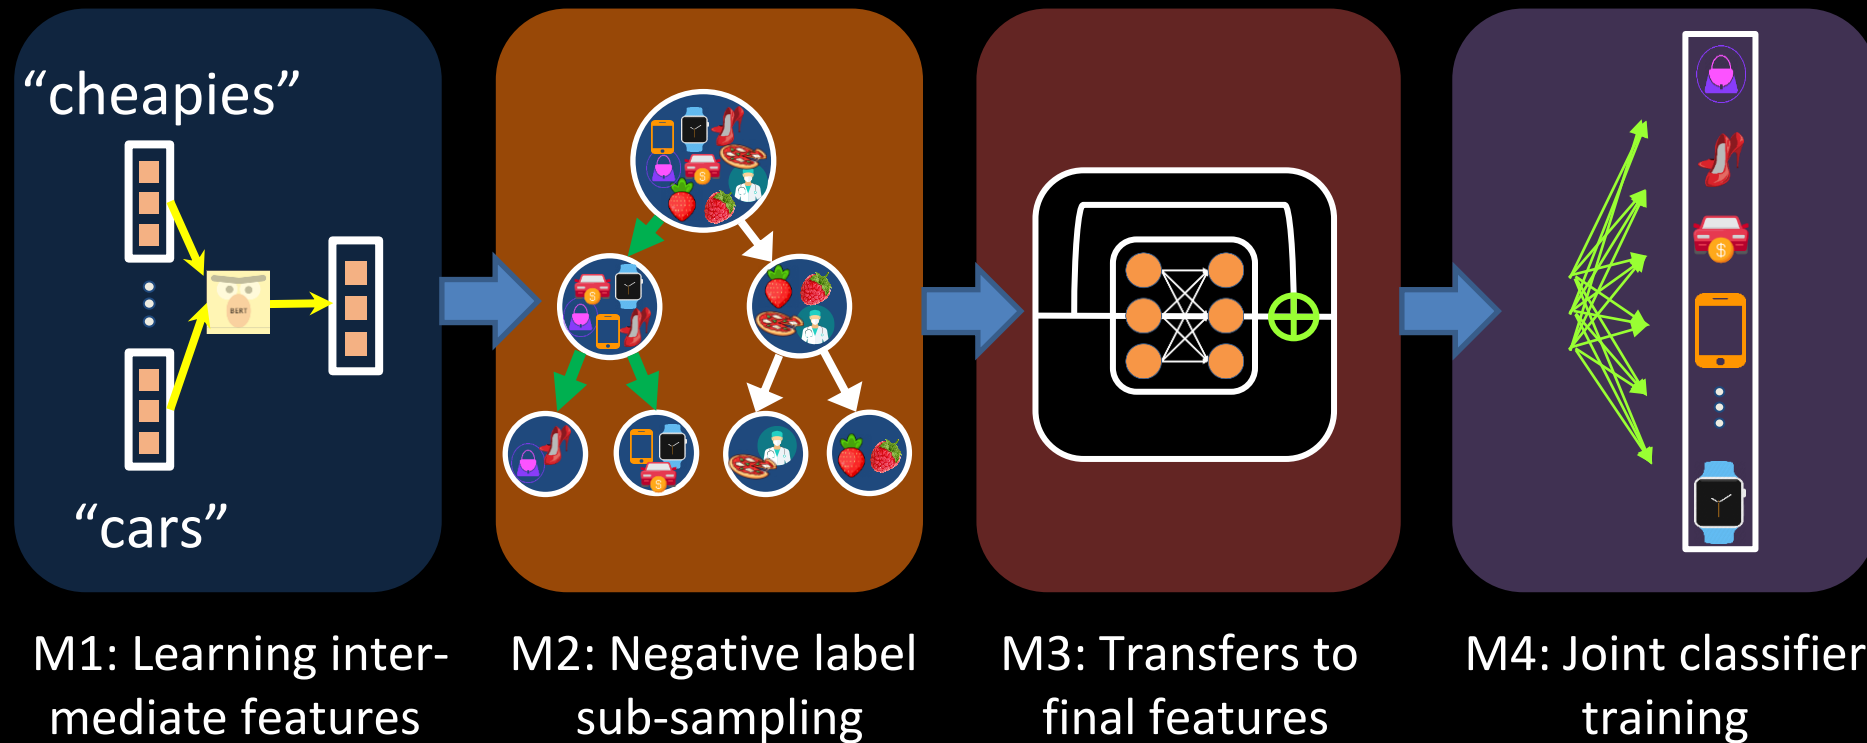 “cheapies”
BERT
“cars”
M1: Learning inter-
mediate features
M2: Negative label
sub-sampling
M3: Transfers to
final features
M4: Joint classifier
training
$
$
$
$